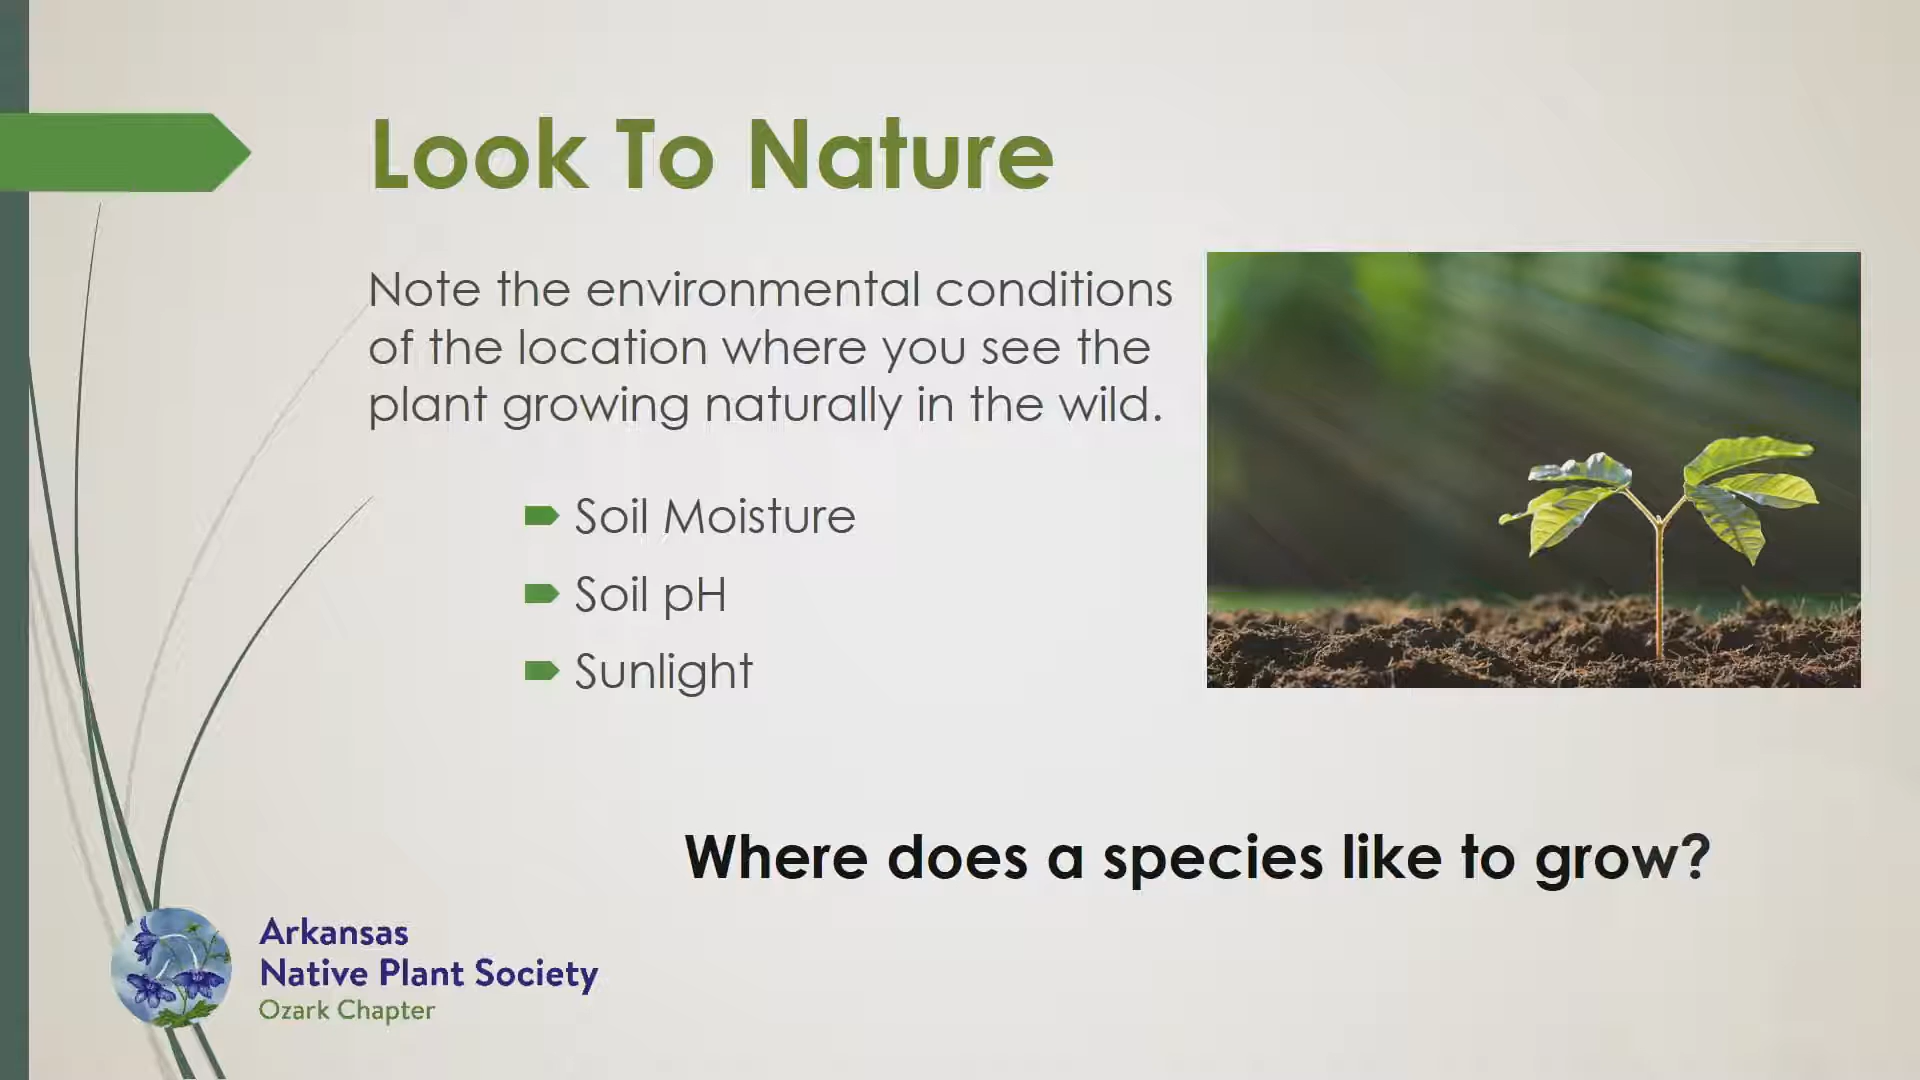 Look To Nature
Note the environmental conditions
of the location where you see the
plant growing naturally in the wild.
Soil Moisture
Soil pH
Sunlight
Where does a species like to grow?
Arkansas
Native Plant Society
Ozark Chapter